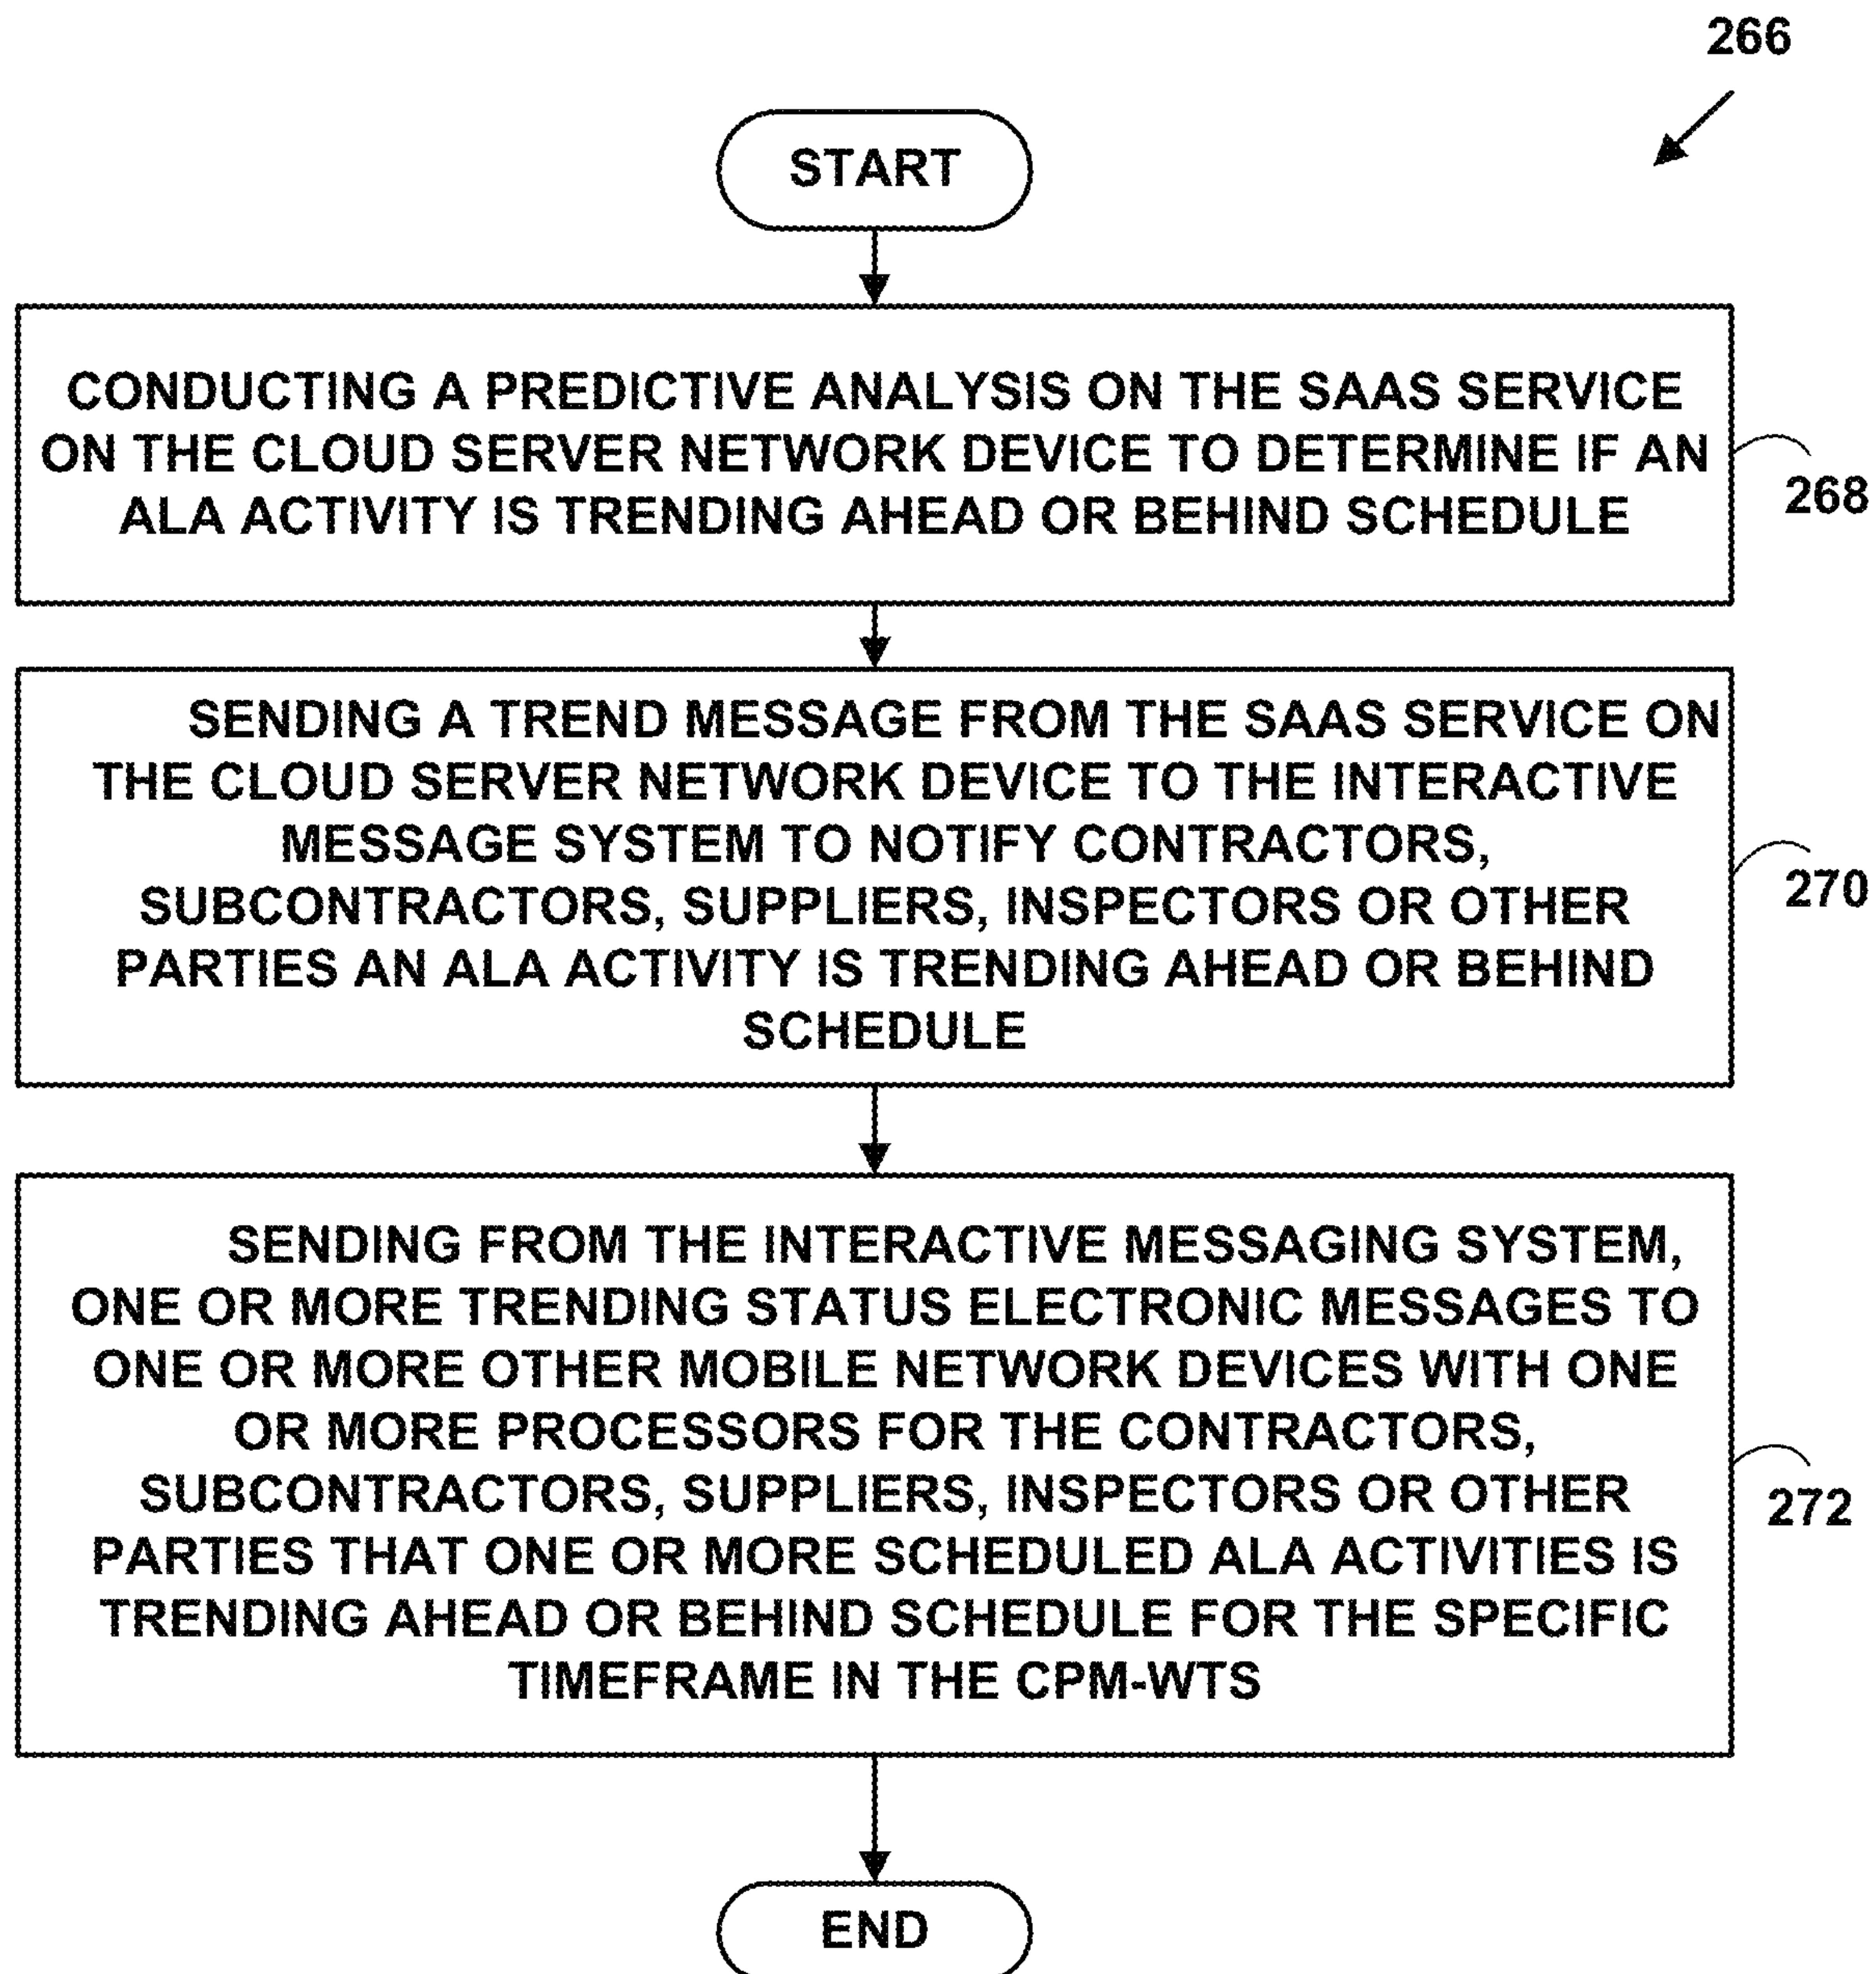 266
START
CONDUCTING A PREDICTIVE ANALYSIS ON THE SAAS SERVICE
ON THE CLOUD SERVER NETWORK DEVICE TO DETERMINE IF AN
ALA ACTIVITY IS TRENDING AHEAD OR BEHIND SCHEDULE
268
SENDING A TREND MESSAGE FROM THE SAAS SERVICE ON
THE CLOUD SERVER NETWORK DEVICE TO THE INTERACTIVE
MESSAGE SYSTEM TO NOTIFY CONTRACTORS,
SUBCONTRACTORS, SUPPLIERS, INSPECTORS OR OTHER
PARTIES AN ALA ACTIVITY IS TRENDING AHEAD OR BEHIND
SCHEDULE
270
SENDING FROM THE INTERACTIVE MESSAGING SYSTEM,
ONE OR MORE TRENDING STATUS ELECTRONIC MESSAGES TO
ONE OR MORE OTHER MOBILE NETWORK DEVICES WITH ONE
OR MORE PROCESSORS FOR THE CONTRACTORS,
SUBCONTRACTORS, SUPPLIERS, INSPECTORS OR OTHER
PARTIES THAT ONE OR MORE SCHEDULED ALA ACTIVITIES IS
TRENDING AHEAD OR BEHIND SCHEDULE FOR THE SPECIFIC
TIMEFRAME IN THE CPM-WTS
272
END